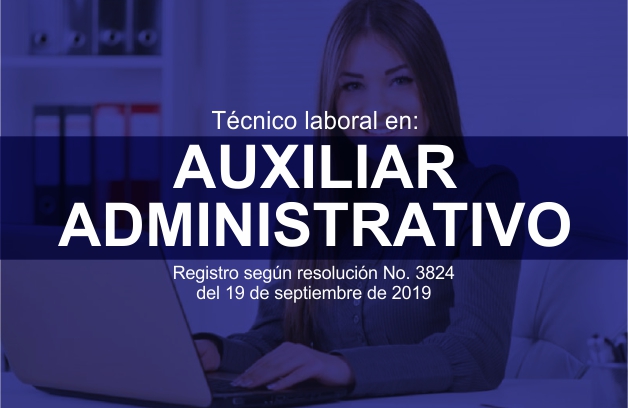 Técnico laboral en:
AUXILIAR
ADMINISTRATIVO
Registro según resolución No. 3824
del 19 de septiembre de 2019